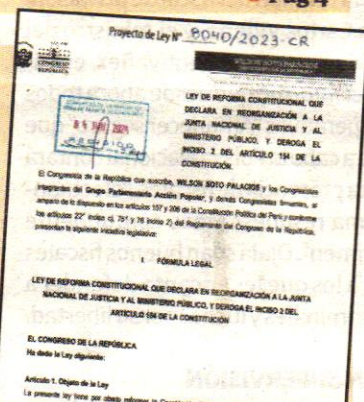 Pág 4
Proyecto de Ley N° 8040/2023-CR
CONGRESO
REPÚBLICA
WILSON SOTO PALACIOS
LEY DE REFORMA CONSTITUCIONAL QUE
DECLARA EN REORGANIZACIÓN A LA
JUNTA NACIONAL DE JUSTICIA Y AL
MINISTERIO PÚBLICO, Y DEROGA EL
INCISO 2 DEL ARTÍCULO 154 DE LA
CONSTITUCIÓN.
El Congresista de la República que suscribe, WILSON SOTO PALACIOS y los Congresistas
integrantes del Grupo Parlamentario Acción Popular, y demás Congresistas firmantes, al
amparo de lo dispuesto en los artículos 107 y 206 de la Constitución Política del Perú y conforme
los artículos 22° inciso c), 75° y 76 inciso 2) del Reglamento del Congreso de la República,
presentan la siguiente iniciativa legislativa:
FÓRMULA LEGAL
LEY DE REFORMA CONSTITUCIONAL QUE DECLARA EN REORGANIZACIÓN A LA JUNTA
NACIONAL DE JUSTICIA Y AL MINISTERIO PÚBLICO, Y DEROGA EL INCISO 2 DEL
ARTÍCULO 154 DE LA CONSTITUCIÓN
EL CONGRESO DE LA REPÚBLICA
Ha dado la Ley siguiente:
Artículo 1. Objeto de la Ley
La presente ley tiene por objeto reformar la